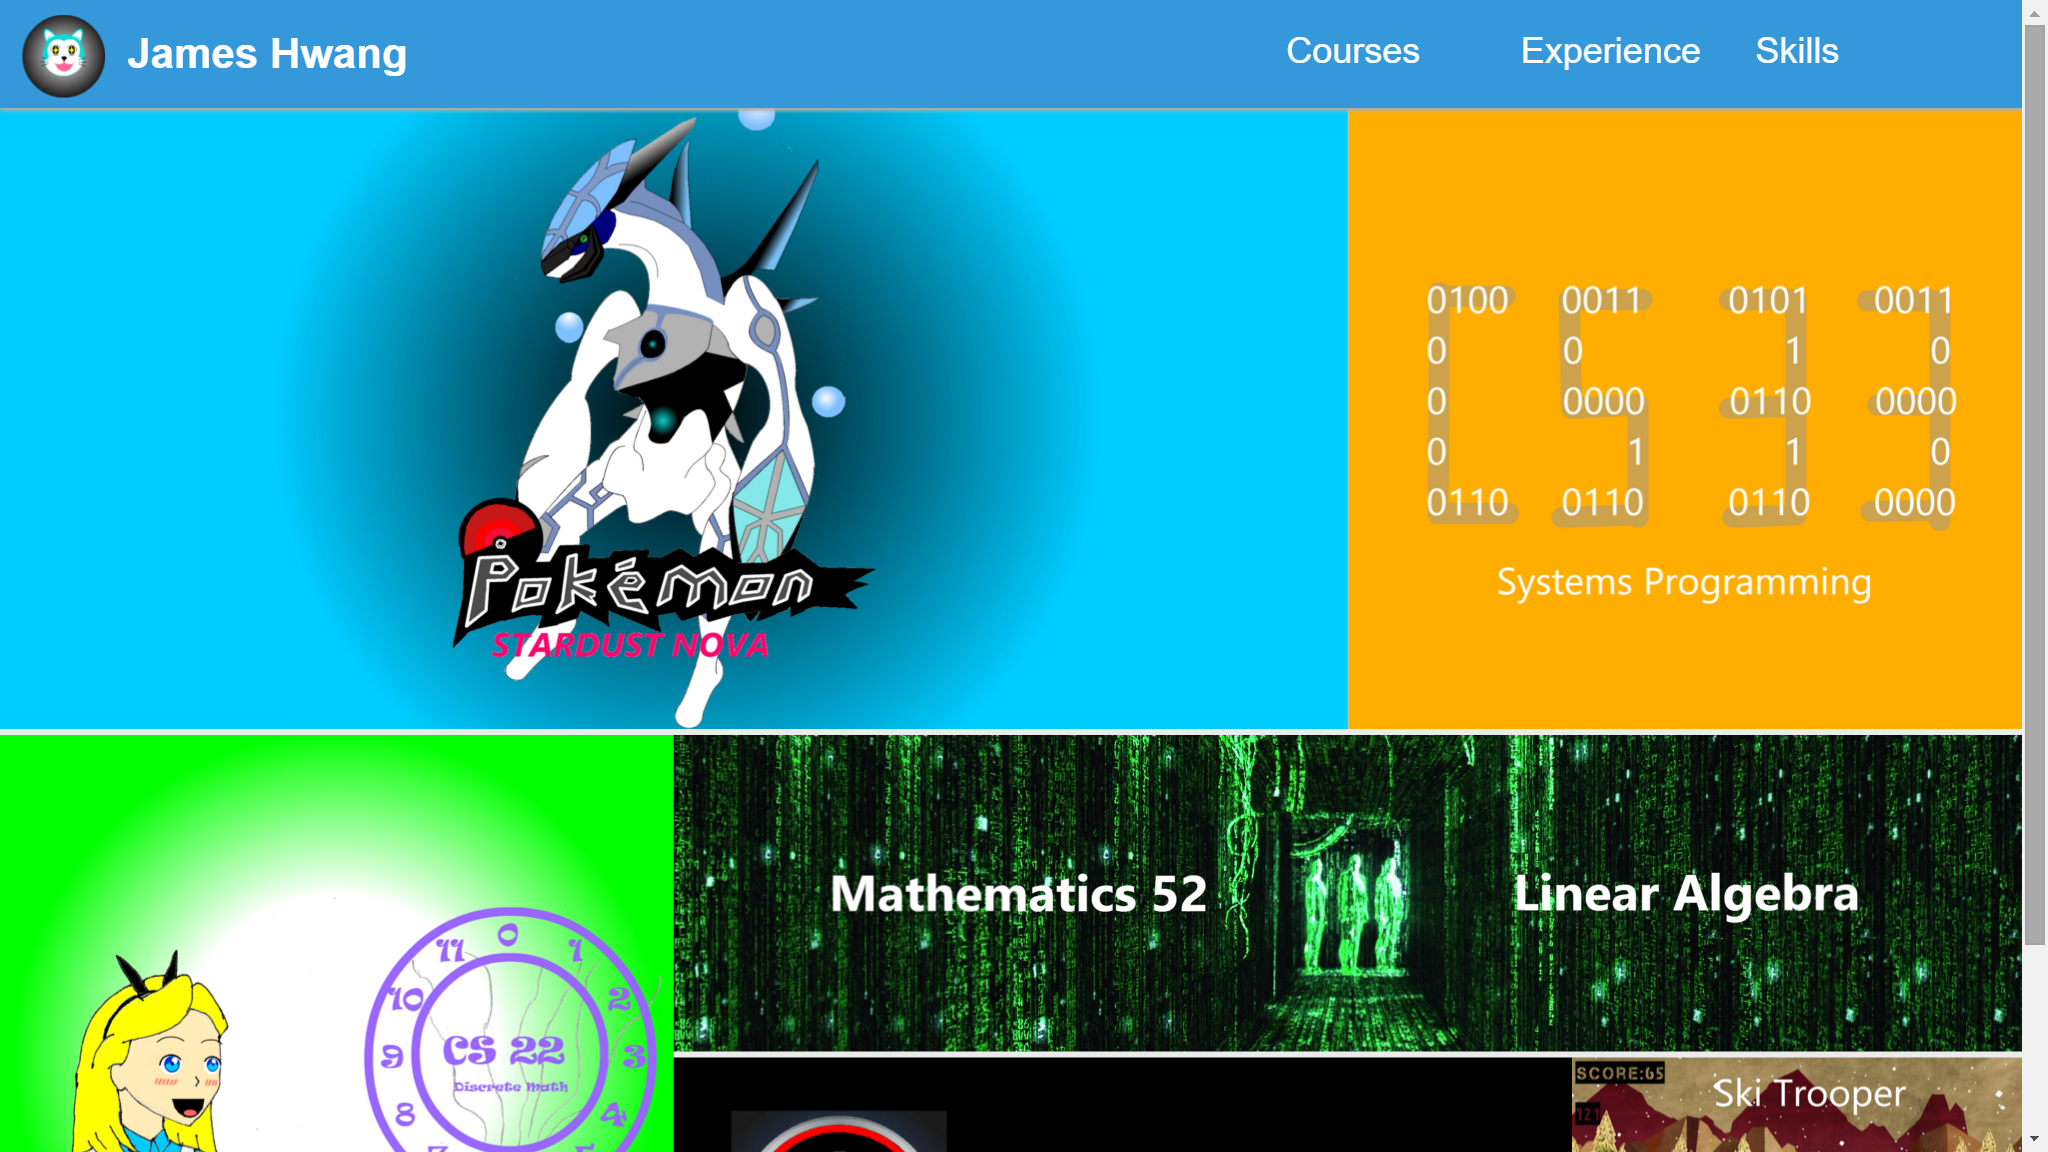 James Hwang
Courses Experience Skills
Pokémon
STARDUST NOVA
0100 0011 0101 0011
0 0 1 0
0 0000 0110 0000
0 1 1 0
0110 0110 0110 0000
Systems Programming
Mathematics 52
Linear Algebra
0
11 1
10 2
9 3
8 4
CS 22
Discrete Math
SCORE:65
Ski Trooper
121